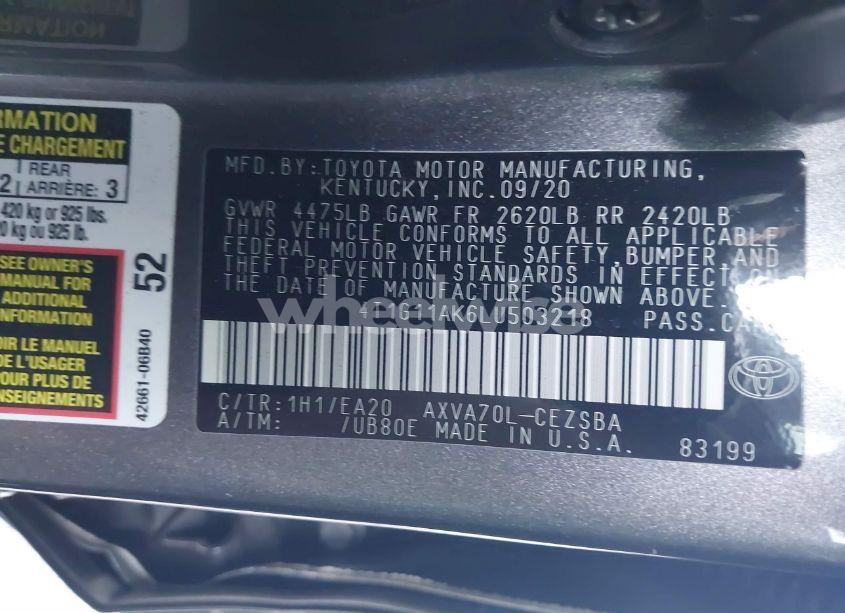 FORMATION
RMATION
E CHARGEMENT
2 REAR
ARRIÈRE: 3
420 kg or 925 lbs.
0 kg ou 925 lb.
SEE OWNER'S
MANUAL FOR
ADDITIONAL
INFORMATION
OIR LE MANUEL
DE L'USAGER
POUR PLUS DE
RENSEIGNEMENTS
52
42661-06B40
MFD.BY:TOYOTA MOTOR MANUFACTURING,
KENTUCKY,INC.09/20
GVWR 4475LB GAWR FR 2620LB RR 2420LB
THIS VEHICLE CONFORMS TO ALL APPLICABLE
FEDERAL MOTOR VEHICLE SAFETY,BUMPER,AND
THEFT PREVENTION STANDARDS IN EFFECT ON
THE DATE OF MANUFACTURE SHOWN ABOVE.
4T1G11AK6LU503218 PASS.CAR
wheelwise
C/TR:1H1/EA20 AXVA70L-CEZSBA
A/TM: /UB80E MADE IN U.S.A.
83199